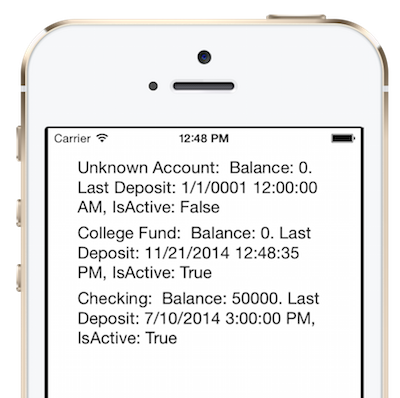 Carrier 12:48 PM
Unknown Account:  Balance: 0.
Last Deposit: 1/1/0001 12:00:00
AM, IsActive: False
College Fund:  Balance: 0. Last
Deposit: 11/21/2014 12:48:35
PM, IsActive: True
Checking:  Balance: 50000. Last
Deposit: 7/10/2014 3:00:00 PM,
IsActive: True